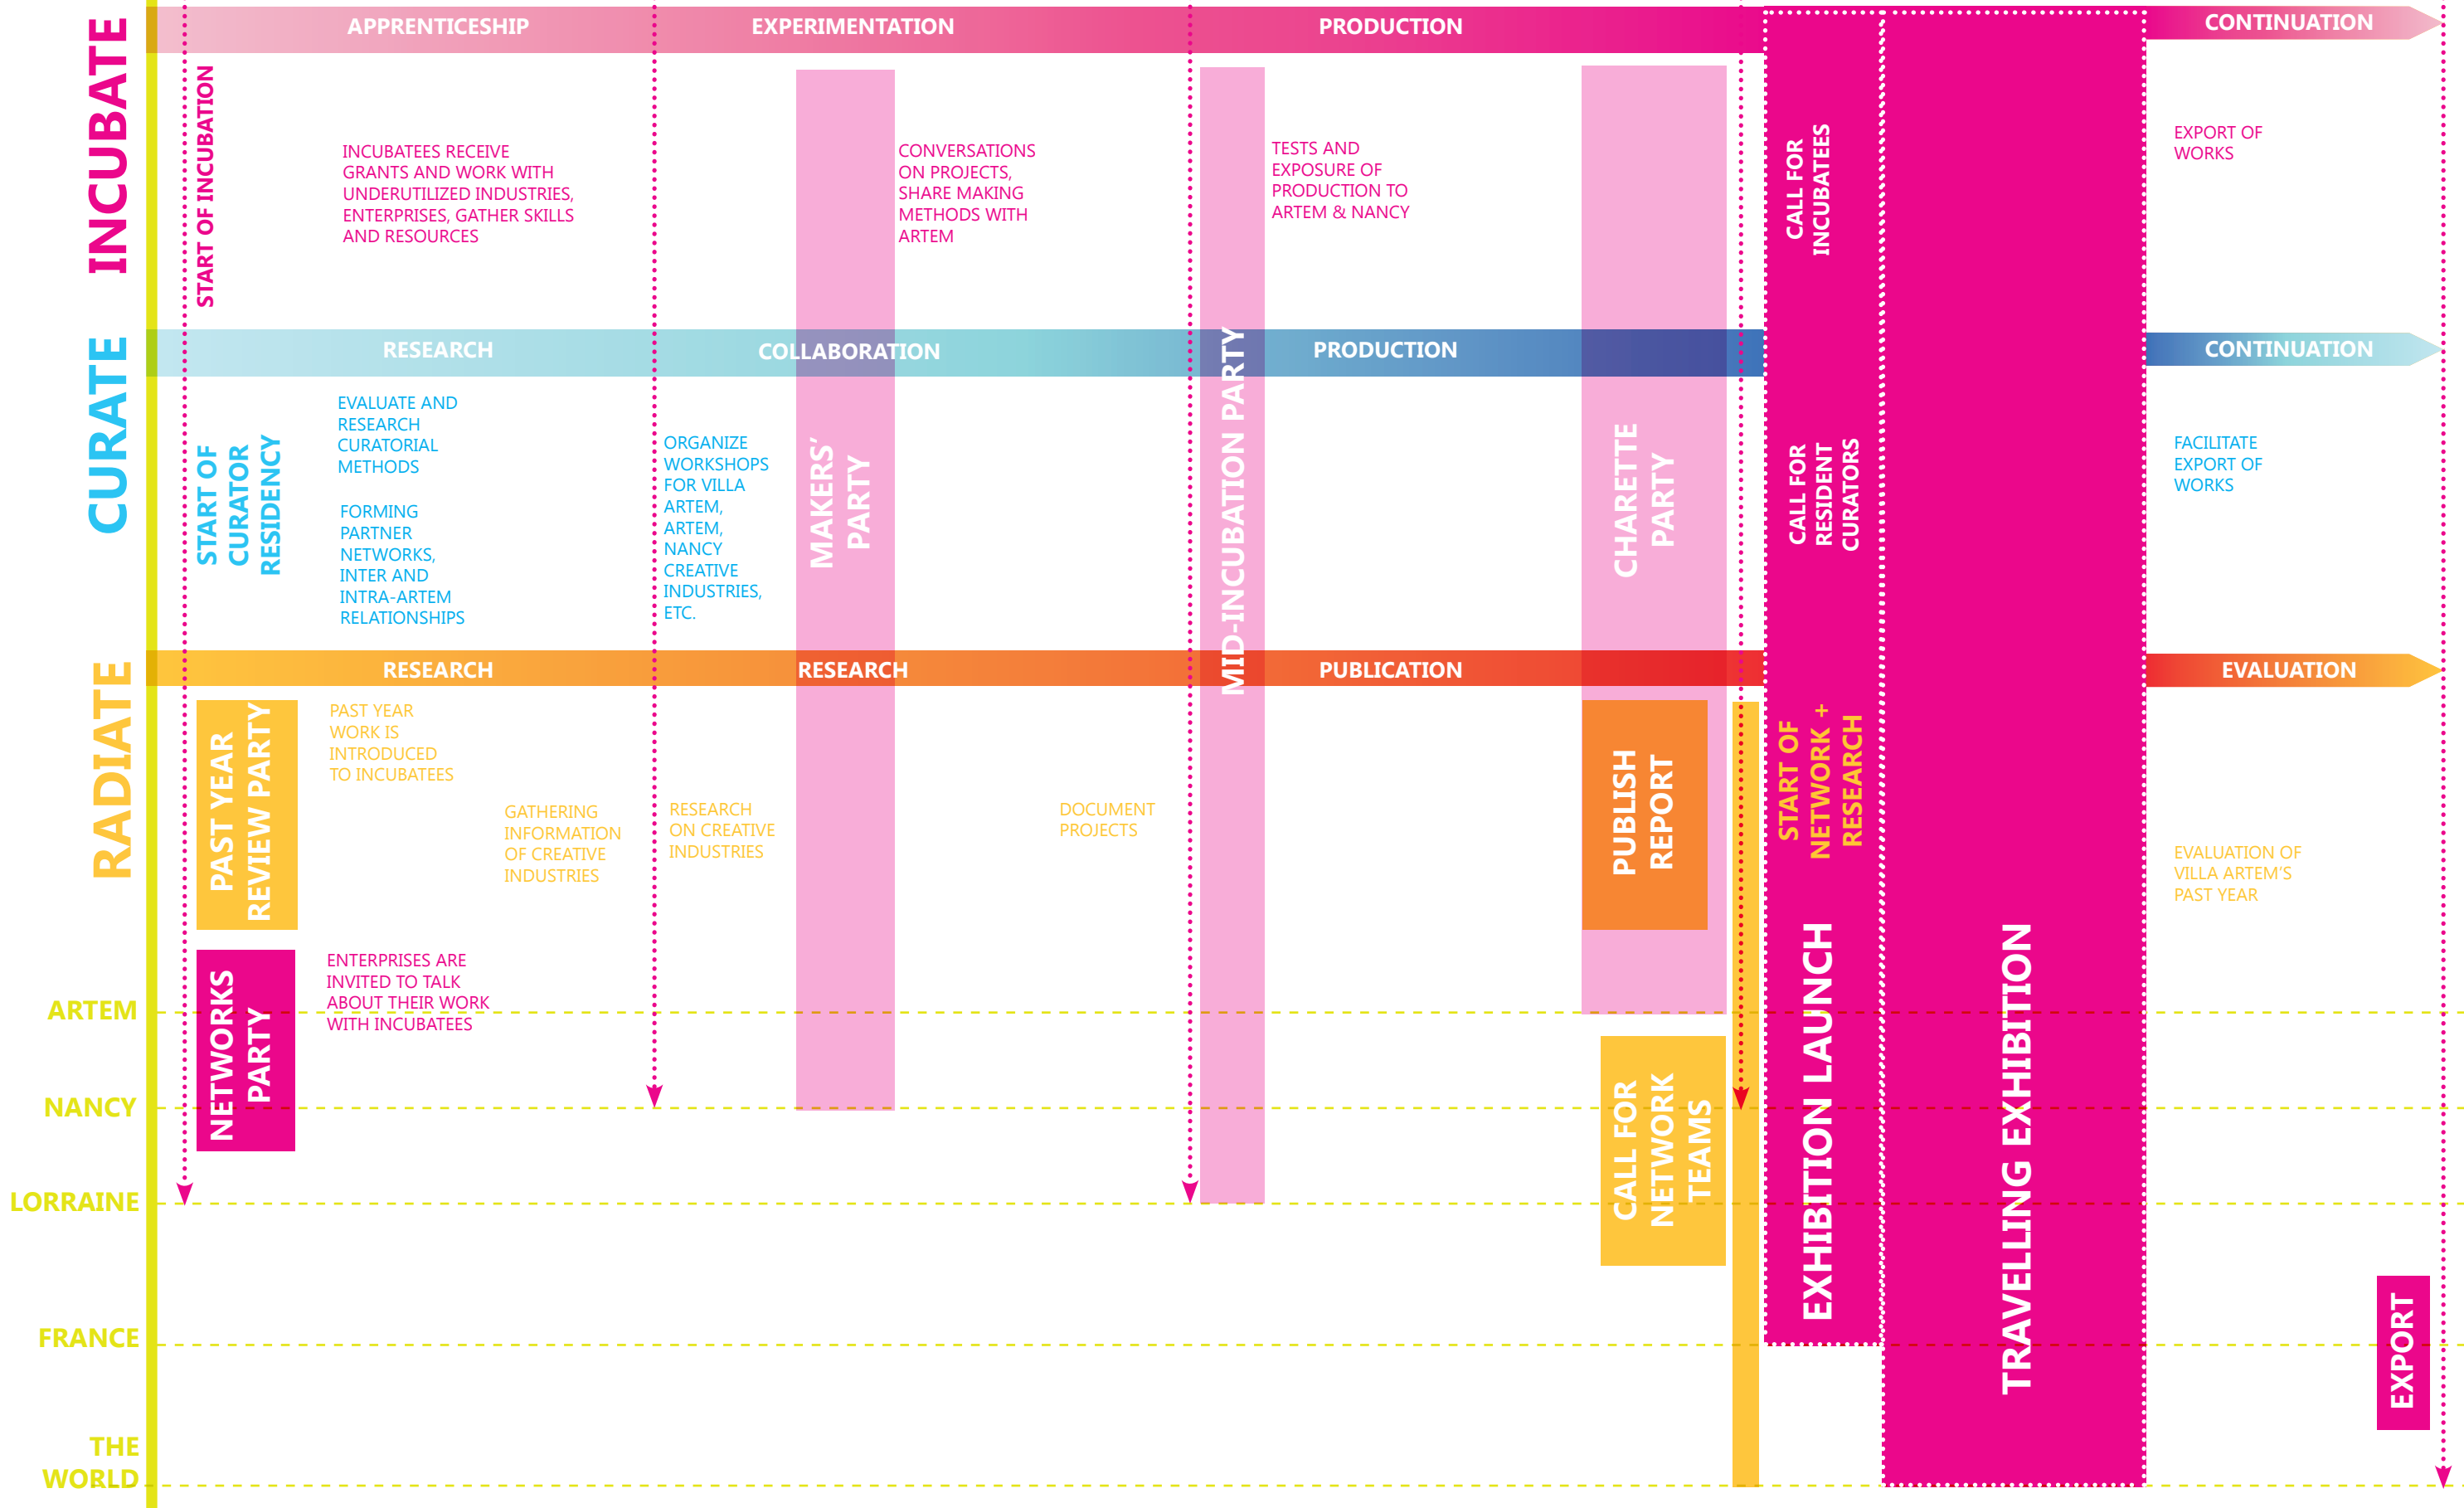 INCUBATE
APPRENTICESHIP
EXPERIMENTATION
PRODUCTION
CONTINUATION
START OF INCUBATION
INCUBATEES RECEIVE
GRANTS AND WORK WITH
UNDERUTILIZED INDUSTRIES,
ENTERPRISES, GATHER SKILLS
AND RESOURCES
CONVERSATIONS
ON PROJECTS,
SHARE MAKING
METHODS WITH
ARTEM
TESTS AND
EXPOSURE OF
PRODUCTION TO
ARTEM & NANCY
CALL FOR
INCUBATEES
EXPORT OF
WORKS
CURATE
RESEARCH
COLLABORATION
PRODUCTION
CONTINUATION
START OF
CURATOR
RESIDENCY
EVALUATE AND
RESEARCH
CURATORIAL
METHODS
FORMING
PARTNER
NETWORKS,
INTER AND
INTRA-ARTEM
RELATIONSHIPS
ORGANIZE
WORKSHOPS
FOR VILLA
ARTEM,
ARTEM,
NANCY
CREATIVE
INDUSTRIES,
ETC.
MAKERS’
PARTY
MID-INCUBATION PARTY
CHARETTE
PARTY
CALL FOR
RESIDENT
CURATORS
FACILITATE
EXPORT OF
WORKS
RADIATE
RESEARCH
RESEARCH
PUBLICATION
EVALUATION
PAST YEAR
REVIEW PARTY
PAST YEAR
WORK IS
INTRODUCED
TO INCUBATEES
GATHERING
INFORMATION
OF CREATIVE
INDUSTRIES
RESEARCH
ON CREATIVE
INDUSTRIES
DOCUMENT
PROJECTS
PUBLISH
REPORT
START OF
NETWORK +
RESEARCH
EVALUATION OF
VILLA ARTEM’S
PAST YEAR
NETWORKS
PARTY
ENTERPRISES ARE
INVITED TO TALK
ABOUT THEIR WORK
WITH INCUBATEES
CALL FOR
NETWORK
TEAMS
EXHIBITION LAUNCH
TRAVELLING EXHIBITION
EXPORT
ARTEM
NANCY
LORRAINE
FRANCE
THE
WORLD